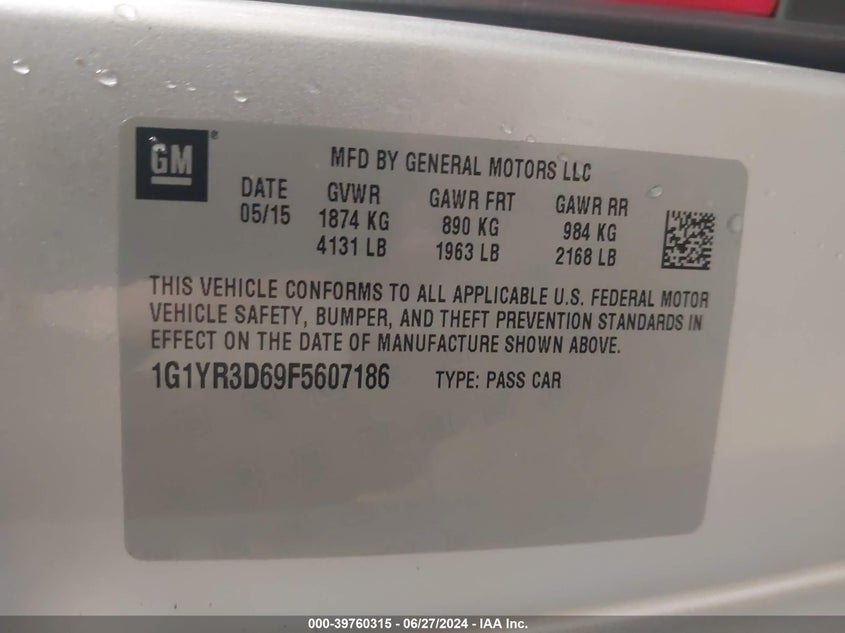 GM ®
MFD BY GENERAL MOTORS LLC
DATE GVWR GAWR FRT GAWR RR
05/15 1874 KG 890 KG 984 KG
4131 LB 1963 LB 2168 LB
THIS VEHICLE CONFORMS TO ALL APPLICABLE U.S. FEDERAL MOTOR
VEHICLE SAFETY, BUMPER, AND THEFT PREVENTION STANDARDS IN
EFFECT ON THE DATE OF MANUFACTURE SHOWN ABOVE.
1G1YR3D69F5607186 TYPE: PASS CAR
000-39760315 - 06/27/2024 - IAA Inc.